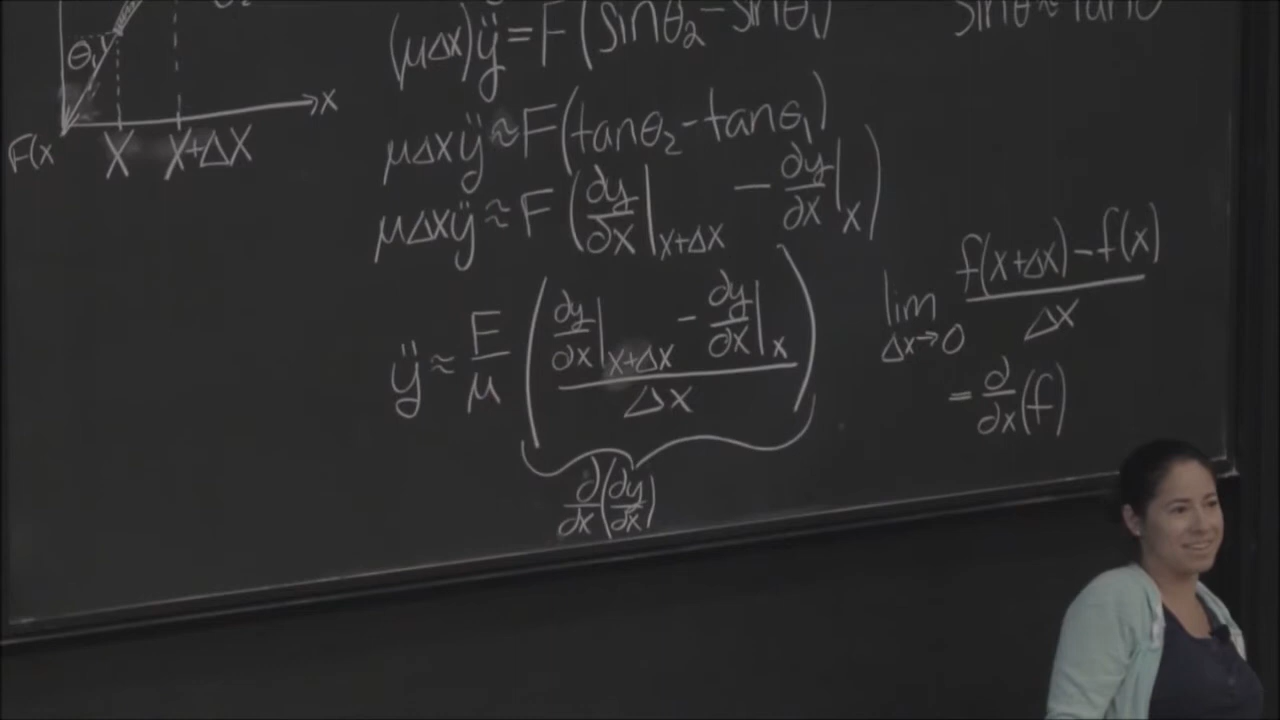 (μΔx)ÿ = F(sinθ₂ − sinθ₁)
sinθ ≈ tanθ
θ₁
x
F(x
X
X+ΔX
μΔxÿ ≈ F(tanθ₂ − tanθ₁)
μΔxÿ ≈ F(∂y/∂x|x+Δx − ∂y/∂x|x)
ÿ ≈ F/μ ((∂y/∂x|x+Δx − ∂y/∂x|x)/Δx)
∂/∂x(∂y/∂x)
lim Δx→0 (f(x+Δx) − f(x))/Δx
= ∂/∂x(f)